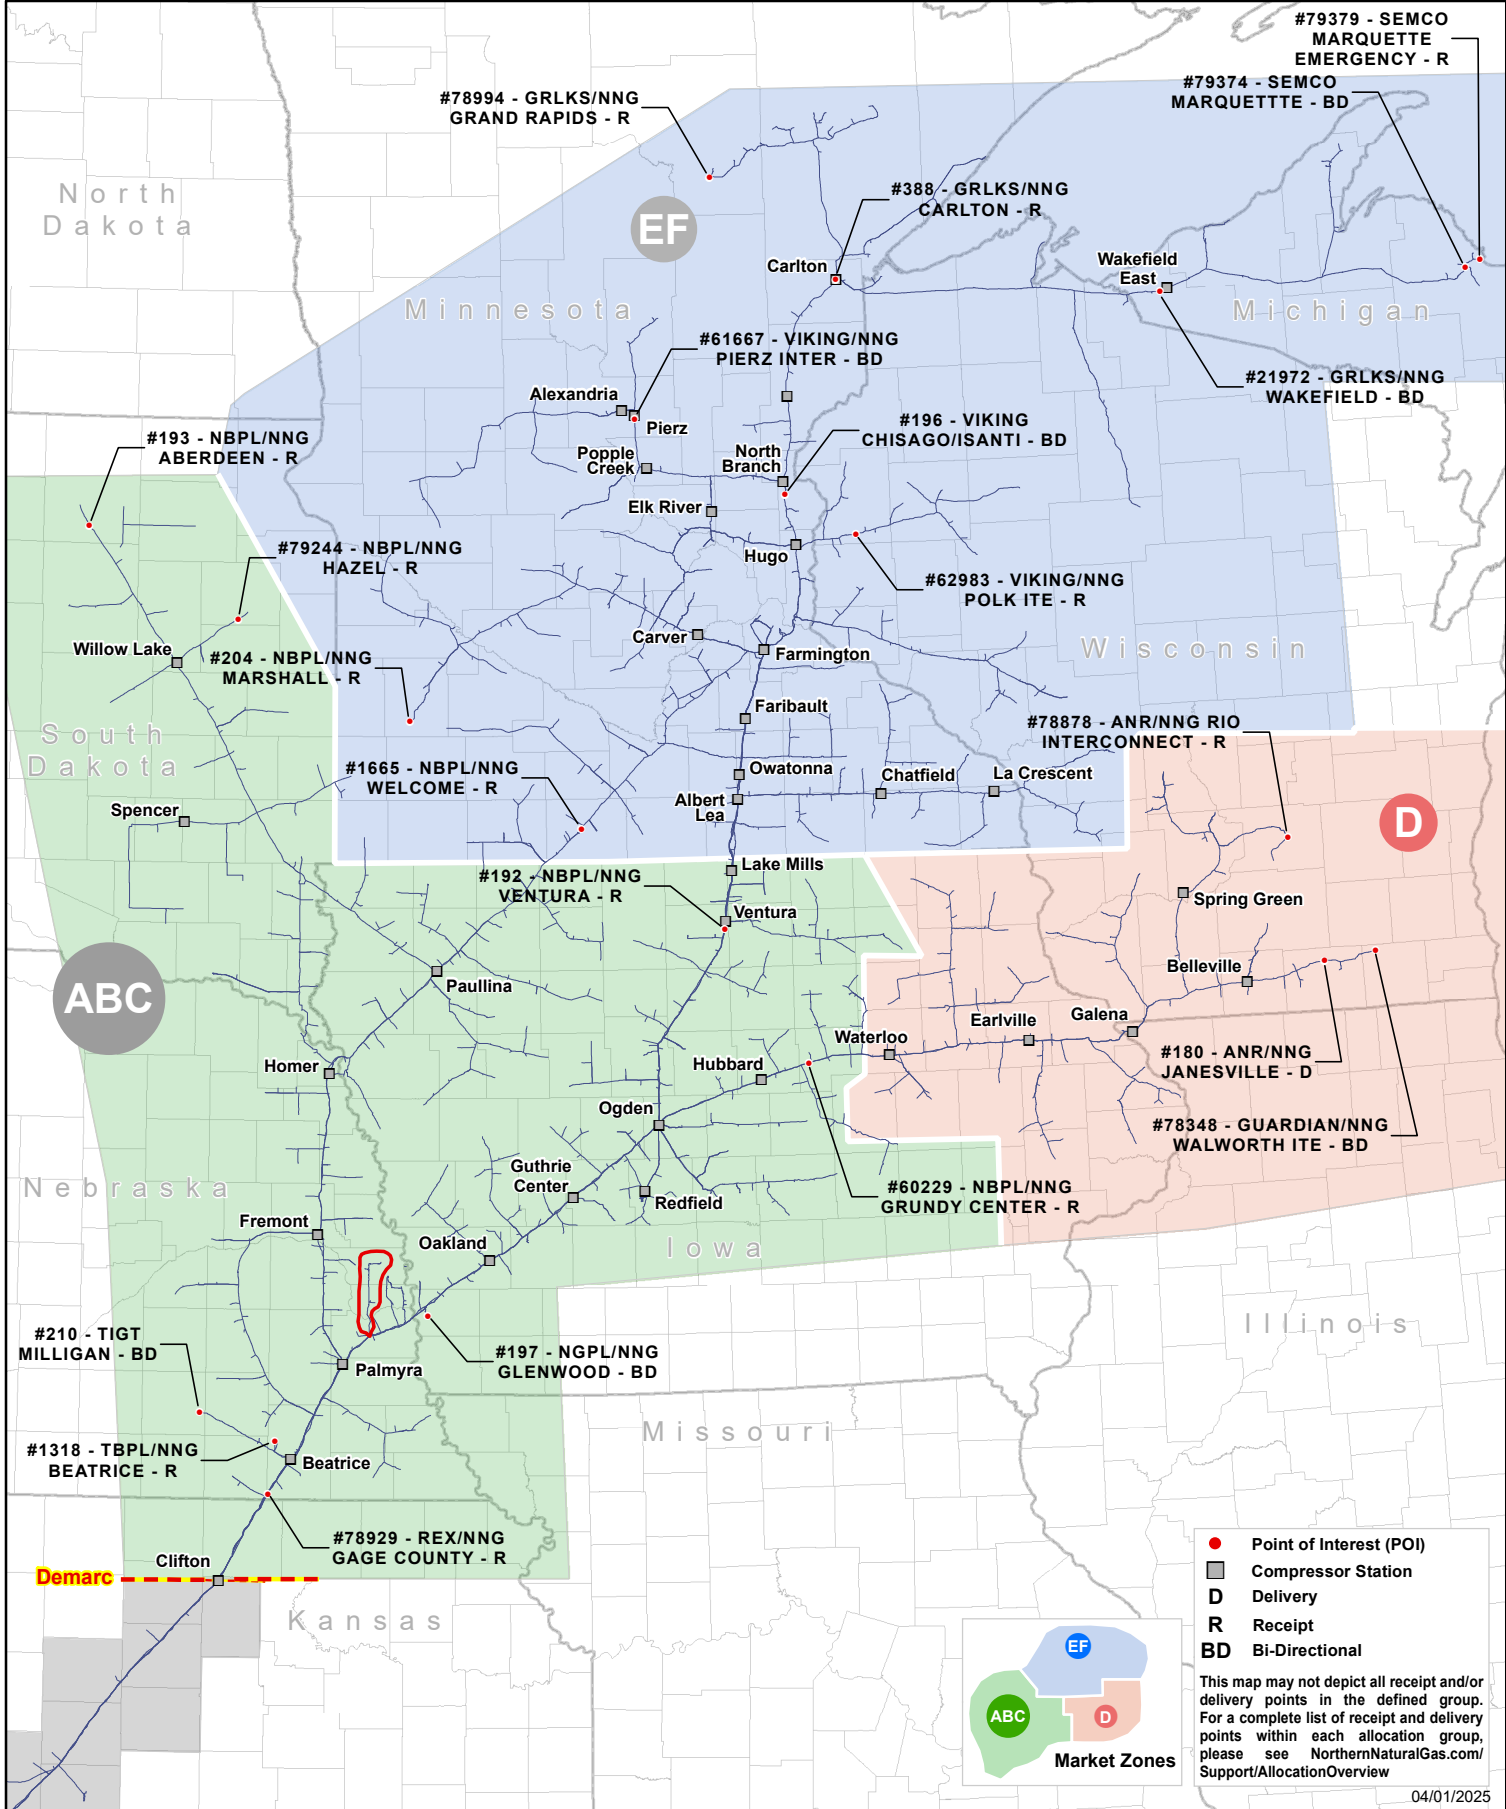 #79379 - SEMCO
MARQUETTE
EMERGENCY - R
#79374 - SEMCO
MARQUETTTE - BD
#78994 - GRLKS/NNG
GRAND RAPIDS - R
North
Dakota
#388 - GRLKS/NNG
CARLTON - R
EF
Carlton
Wakefield
East
Minnesota
Michigan
#61667 - VIKING/NNG
PIERZ INTER - BD
#21972 - GRLKS/NNG
WAKEFIELD - BD
Alexandria
Pierz
#196 - VIKING
CHISAGO/ISANTI - BD
#193 - NBPL/NNG
ABERDEEN - R
Popple
Creek
North
Branch
Elk River
Hugo
#79244 - NBPL/NNG
HAZEL - R
#62983 - VIKING/NNG
POLK ITE - R
Carver
Farmington
Willow Lake
#204 - NBPL/NNG
MARSHALL - R
Wisconsin
Faribault
South
Dakota
#78878 - ANR/NNG RIO
INTERCONNECT - R
#1665 - NBPL/NNG
WELCOME - R
Owatonna
Chatfield
La Crescent
Spencer
Albert
Lea
D
Lake Mills
#192 - NBPL/NNG
VENTURA - R
Spring Green
Ventura
Belleville
Paullina
ABC
Earlville
Galena
Waterloo
Homer
Hubbard
#180 - ANR/NNG
JANESVILLE - D
Ogden
#78348 - GUARDIAN/NNG
WALWORTH ITE - BD
Guthrie
Center
Redfield
#60229 - NBPL/NNG
GRUNDY CENTER - R
Nebraska
Fremont
Oakland
Iowa
Illinois
#210 - TIGT
MILLIGAN - BD
#197 - NGPL/NNG
GLENWOOD - BD
Palmyra
Missouri
#1318 - TBPL/NNG
BEATRICE - R
Beatrice
#78929 - REX/NNG
GAGE COUNTY - R
Clifton
Demarc
Kansas
EF
ABC
D
Market Zones
Point of Interest (POI)
Compressor Station
D Delivery
R Receipt
BD Bi-Directional
This map may not depict all receipt and/or
delivery points in the defined group.
For a complete list of receipt and delivery
points within each allocation group,
please see NorthernNaturalGas.com/
Support/AllocationOverview
04/01/2025